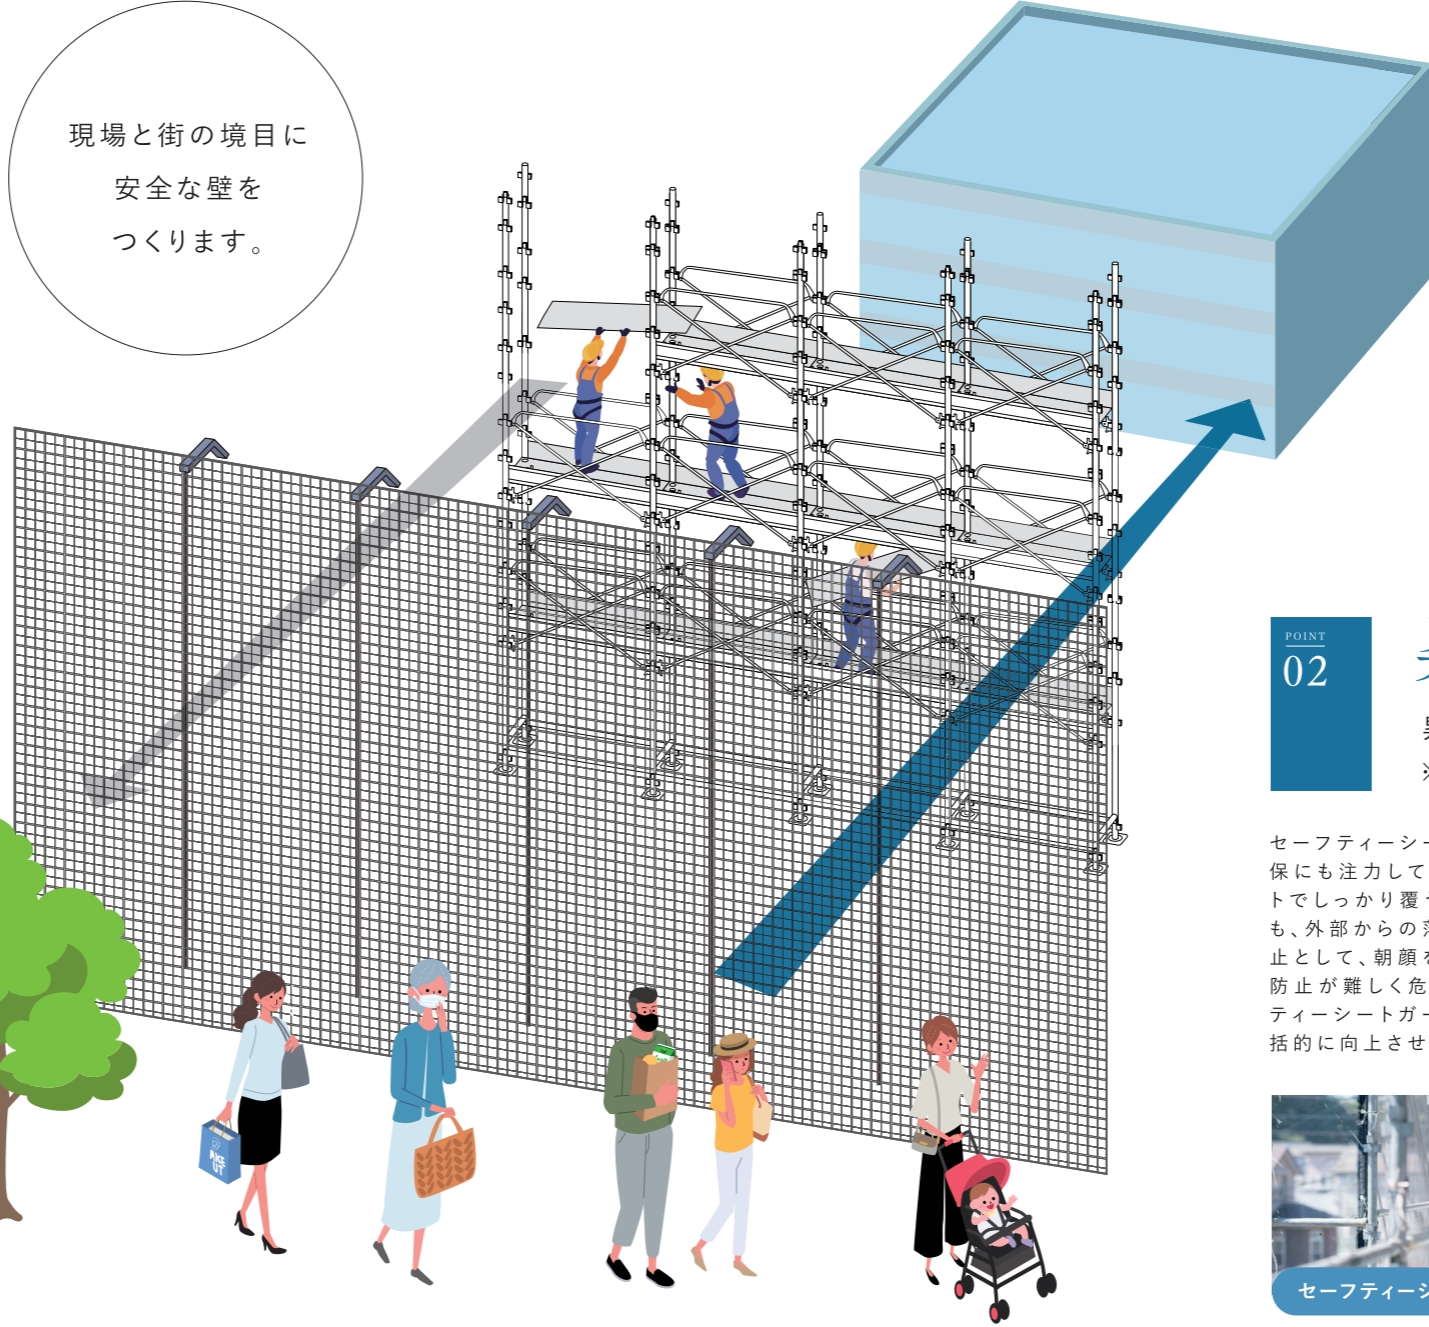 現場と街の境目に
安全な壁を
つくります。
POINT
02
※
セーフティーシー
保にも注力して
トでしっかり覆
も、外部からの
止として、朝顔
防止が難しく危
ティーシートガー
括的に向上させ
AKE
UT
セーフティーシ